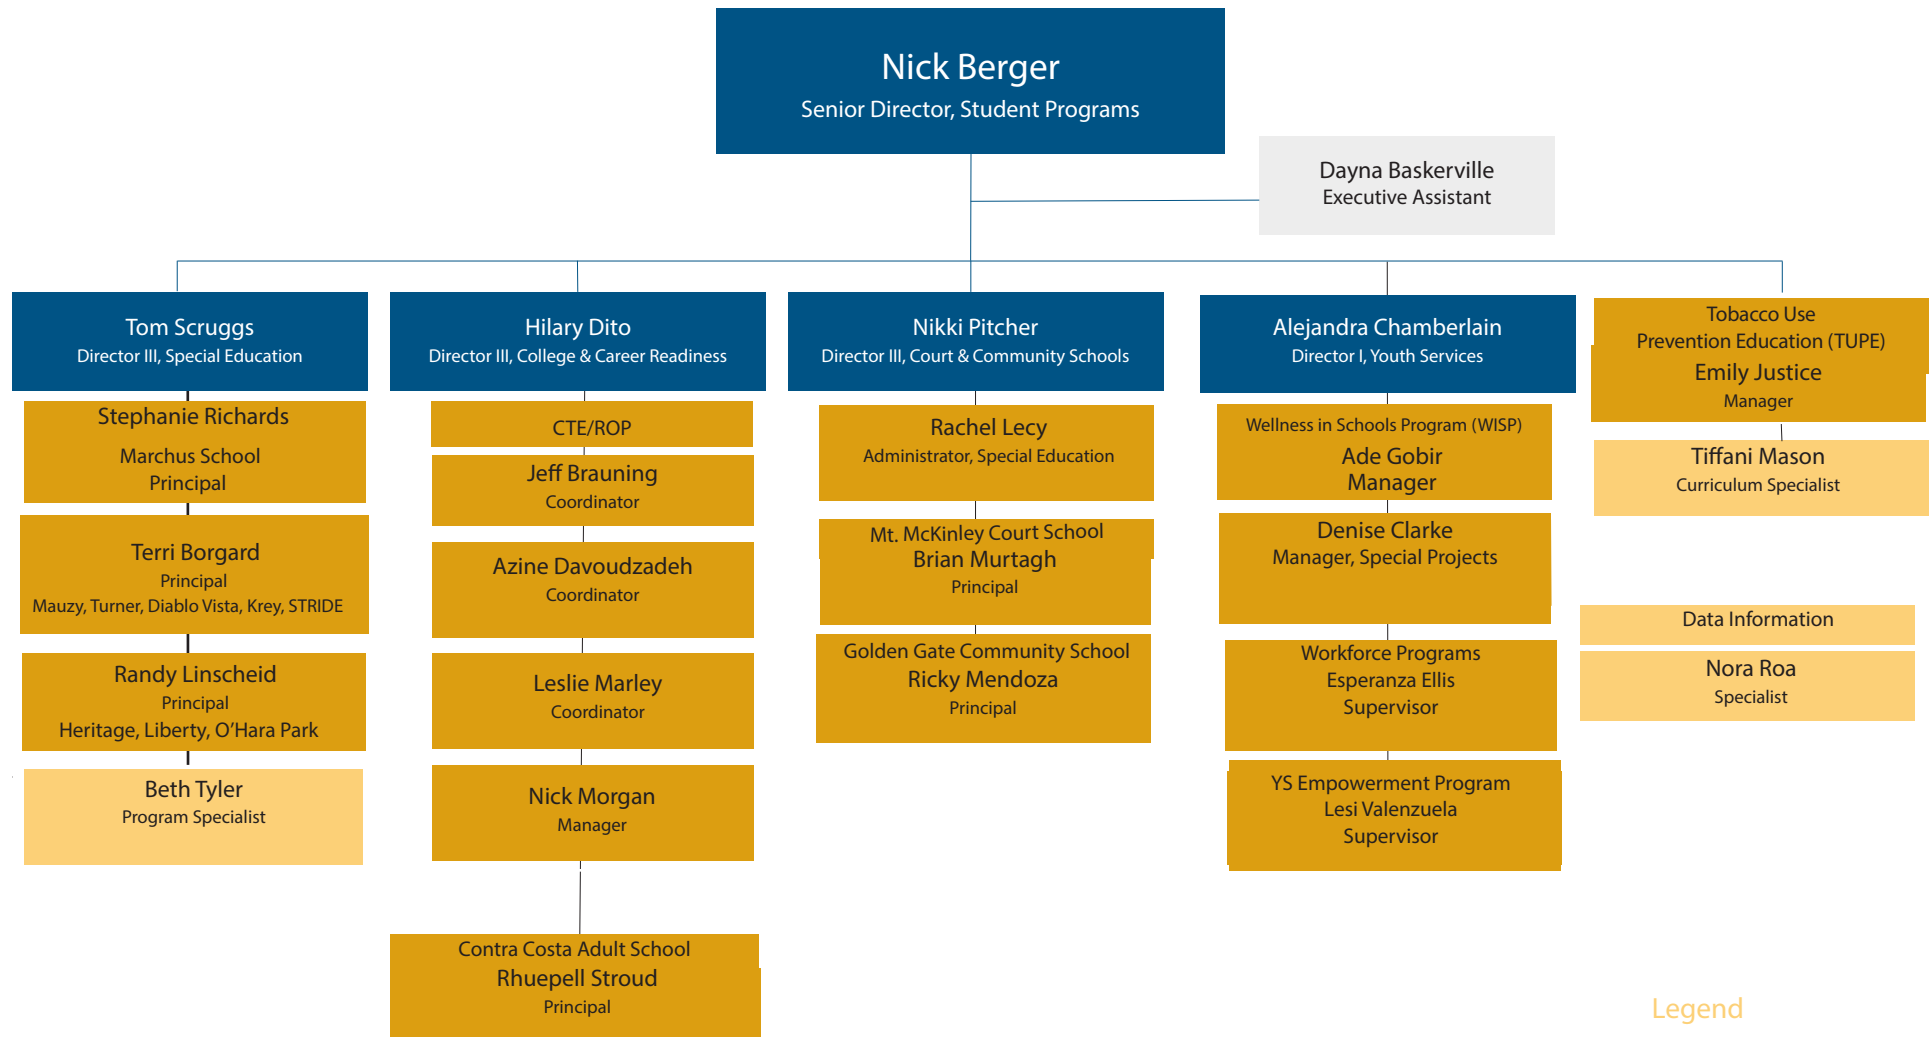 Nick Berger
Senior Director, Student Programs
Dayna Baskerville
Executive Assistant
Tom Scruggs
Director III, Special Education
Stephanie Richards
Marchus School
Principal
Terri Borgard
Principal
Mauzy, Turner, Diablo Vista, Krey, STRIDE
Randy Linscheid
Principal
Heritage, Liberty, O'Hara Park
Beth Tyler
Program Specialist
Hilary Dito
Director III, College & Career Readiness
CTE/ROP
Jeff Brauning
Coordinator
Azine Davoudzadeh
Coordinator
Leslie Marley
Coordinator
Nick Morgan
Manager
Contra Costa Adult School
Rhuepell Stroud
Principal
Nikki Pitcher
Director III, Court & Community Schools
Rachel Lecy
Administrator, Special Education
Mt. McKinley Court School
Brian Murtagh
Principal
Golden Gate Community School
Ricky Mendoza
Principal
Alejandra Chamberlain
Director I, Youth Services
Wellness in Schools Program (WISP)
Ade Gobir
Manager
Denise Clarke
Manager, Special Projects
Workforce Programs
Esperanza Ellis
Supervisor
YS Empowerment Program
Lesi Valenzuela
Supervisor
Tobacco Use
Prevention Education (TUPE)
Emily Justice
Manager
Tiffani Mason
Curriculum Specialist
Data Information
Nora Roa
Specialist
Legend